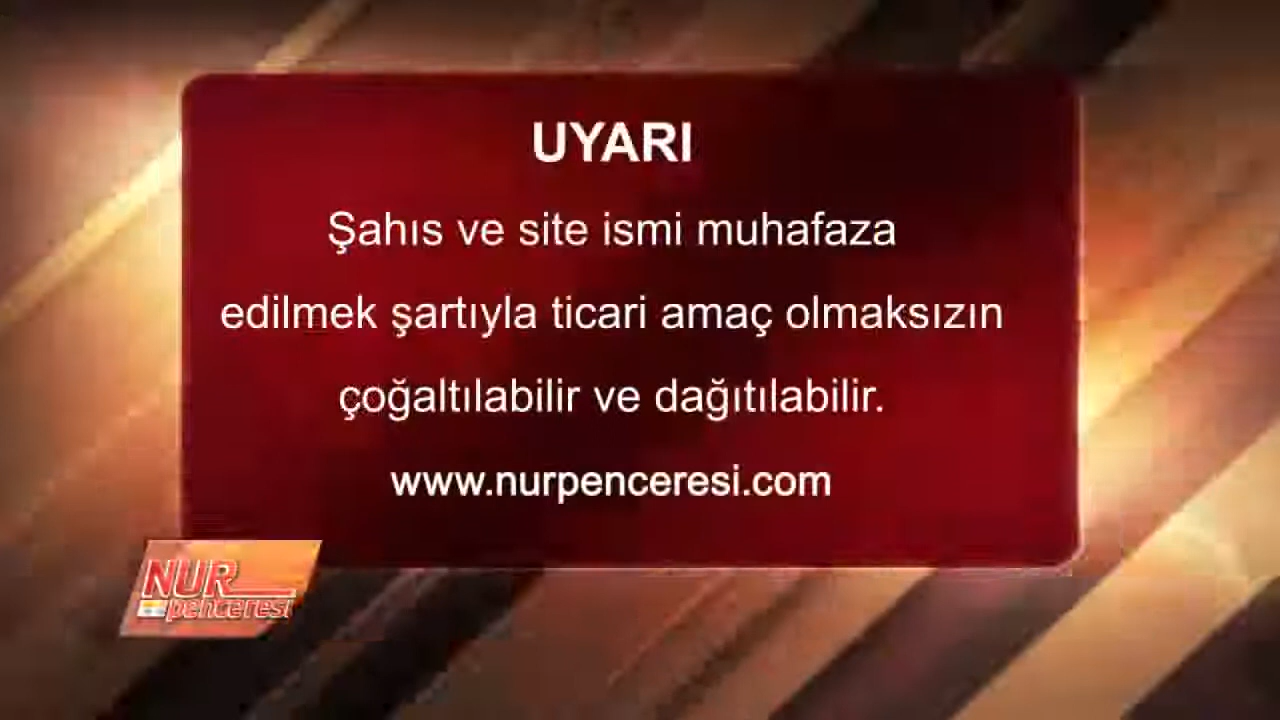 UYARI
Şahıs ve site ismi muhafaza
edilmek şartıyla ticari amaç olmaksızın
çoğaltılabilir ve dağıtılabilir.
www.nurpenceresi.com
NUR
penceresi